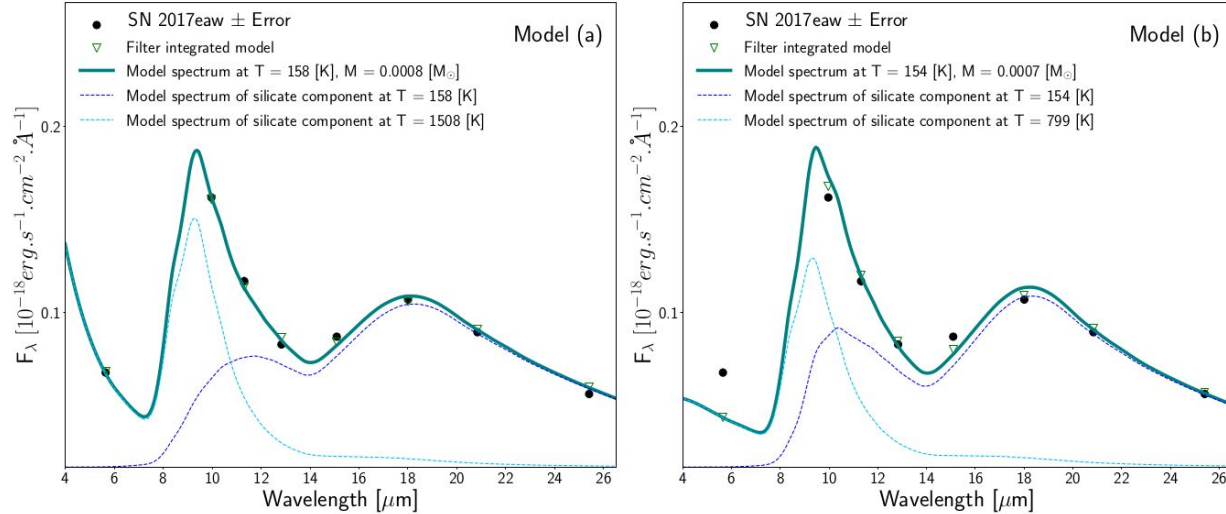 SN 2017eaw ± Error
Filter integrated model
Model spectrum at T = 158 [K], M = 0.0008 [M⊙]
Model spectrum of silicate component at T = 158 [K]
Model spectrum of silicate component at T = 1508 [K]
Model (a)
0.2
0.1
F_λ [10⁻¹⁸erg.s⁻¹.cm⁻².Å⁻¹]
4 6 8 10 12 14 16 18 20 22 24 26
Wavelength [μm]
SN 2017eaw ± Error
Filter integrated model
Model spectrum at T = 154 [K], M = 0.0007 [M⊙]
Model spectrum of silicate component at T = 154 [K]
Model spectrum of silicate component at T = 799 [K]
Model (b)
0.2
0.1
F_λ [10⁻¹⁸erg.s⁻¹.cm⁻².Å⁻¹]
4 6 8 10 12 14 16 18 20 22 24 26
Wavelength [μm]